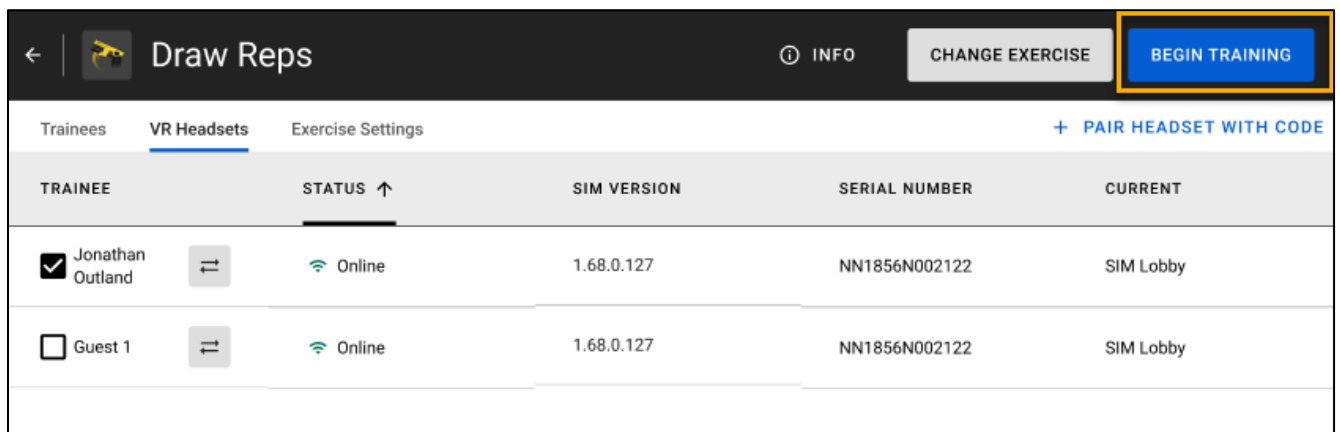 Draw Reps INFO CHANGE EXERCISE BEGIN TRAINING
Trainees VR Headsets Exercise Settings + PAIR HEADSET WITH CODE
TRAINEE STATUS ↑ SIM VERSION SERIAL NUMBER CURRENT
Jonathan
Outland Online 1.68.0.127 NN1856N002122 SIM Lobby
Guest 1 Online 1.68.0.127 NN1856N002122 SIM Lobby